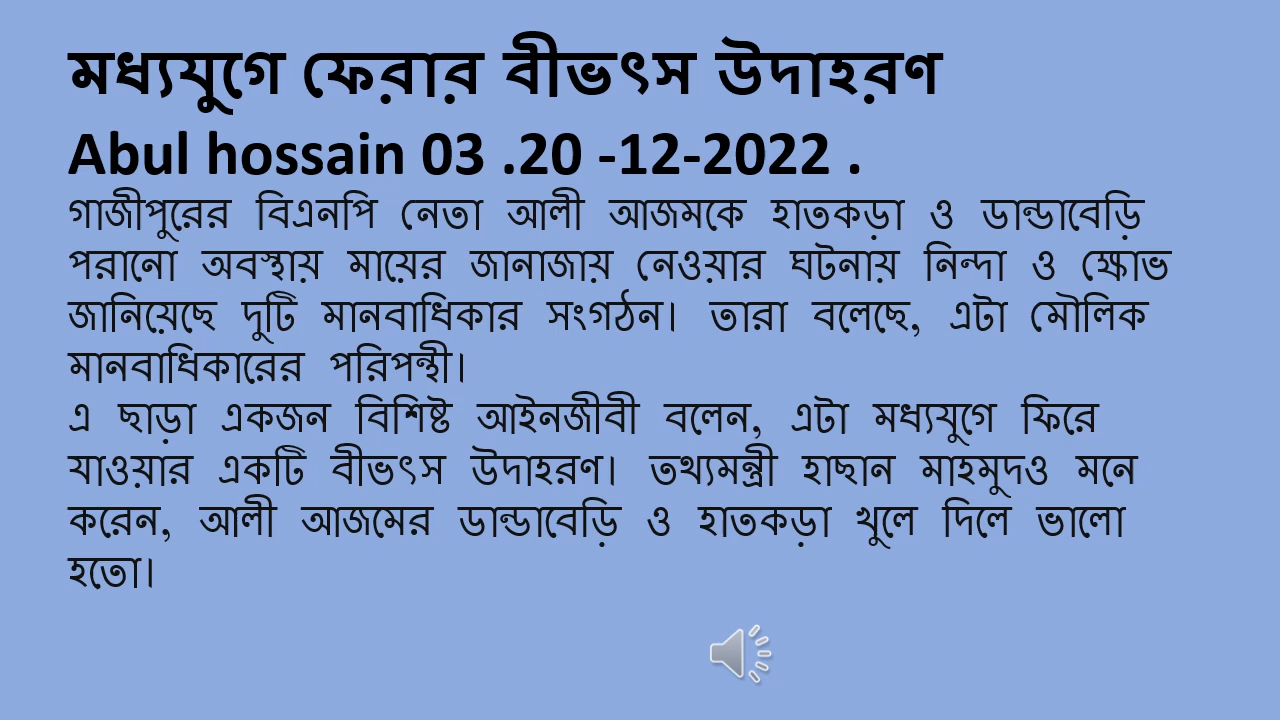 মধ্যযুগে ফেরার বীভৎস উদাহরণ
Abul hossain 03 .20 -12-2022 .
গাজীপুরের বিএনপি নেতা আলী আজমকে হাতকড়া ও ডান্ডাবেড়ি
পরানো অবস্থায় মায়ের জানাজায় নেওয়ার ঘটনায় নিন্দা ও ক্ষোভ
জানিয়েছে দুটি মানবাধিকার সংগঠন। তারা বলেছে, এটা মৌলিক
মানবাধিকারের পরিপন্থী।
এ ছাড়া একজন বিশিষ্ট আইনজীবী বলেন, এটা মধ্যযুগে ফিরে
যাওয়ার একটি বীভৎস উদাহরণ। তথ্যমন্ত্রী হাছান মাহমুদও মনে
করেন, আলী আজমের ডান্ডাবেড়ি ও হাতকড়া খুলে দিলে ভালো
হতো।